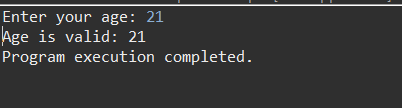 Enter your age: 21
Age is valid: 21
Program execution completed.